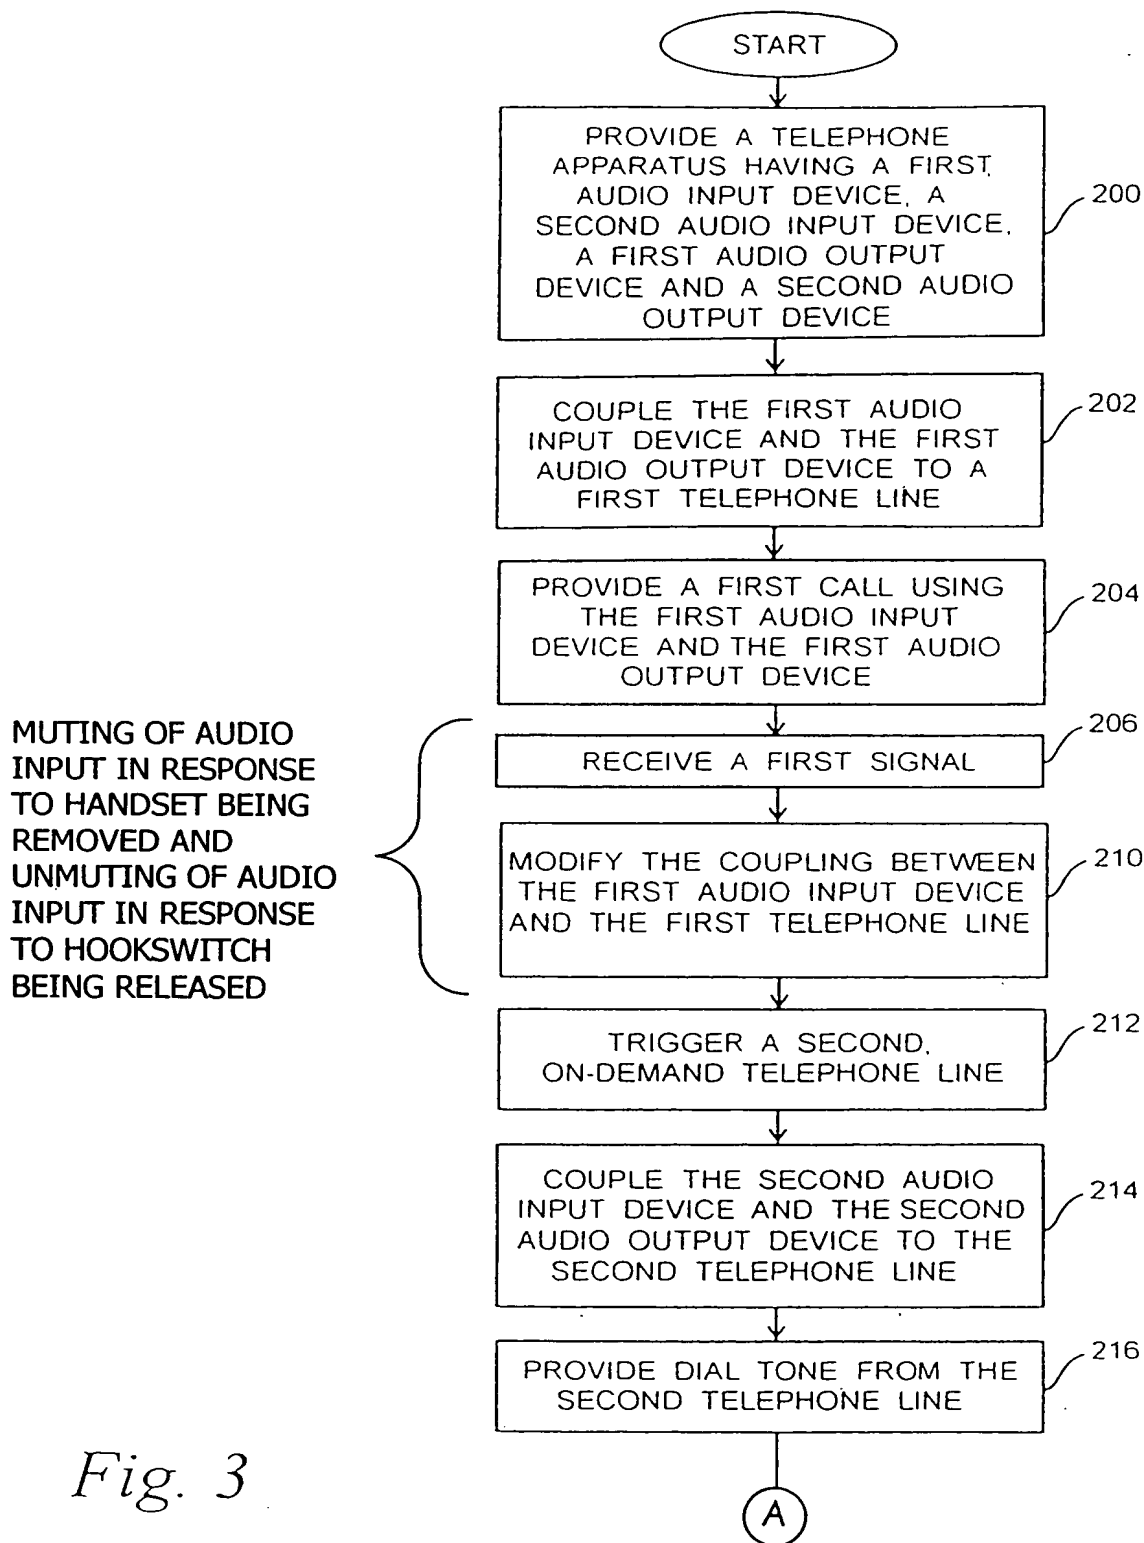 START
PROVIDE A TELEPHONE
APPARATUS HAVING A FIRST
AUDIO INPUT DEVICE, A
SECOND AUDIO INPUT DEVICE,
A FIRST AUDIO OUTPUT
DEVICE AND A SECOND AUDIO
OUTPUT DEVICE
200
COUPLE THE FIRST AUDIO
INPUT DEVICE AND THE FIRST
AUDIO OUTPUT DEVICE TO A
FIRST TELEPHONE LINE
202
PROVIDE A FIRST CALL USING
THE FIRST AUDIO INPUT
DEVICE AND THE FIRST AUDIO
OUTPUT DEVICE
204
MUTING OF AUDIO
INPUT IN RESPONSE
TO HANDSET BEING
REMOVED AND
UNMUTING OF AUDIO
INPUT IN RESPONSE
TO HOOKSWITCH
BEING RELEASED
RECEIVE A FIRST SIGNAL
206
MODIFY THE COUPLING BETWEEN
THE FIRST AUDIO INPUT DEVICE
AND THE FIRST TELEPHONE LINE
210
TRIGGER A SECOND,
ON-DEMAND TELEPHONE LINE
212
COUPLE THE SECOND AUDIO
INPUT DEVICE AND THE SECOND
AUDIO OUTPUT DEVICE TO THE
SECOND TELEPHONE LINE
214
PROVIDE DIAL TONE FROM THE
SECOND TELEPHONE LINE
216
A
Fig. 3